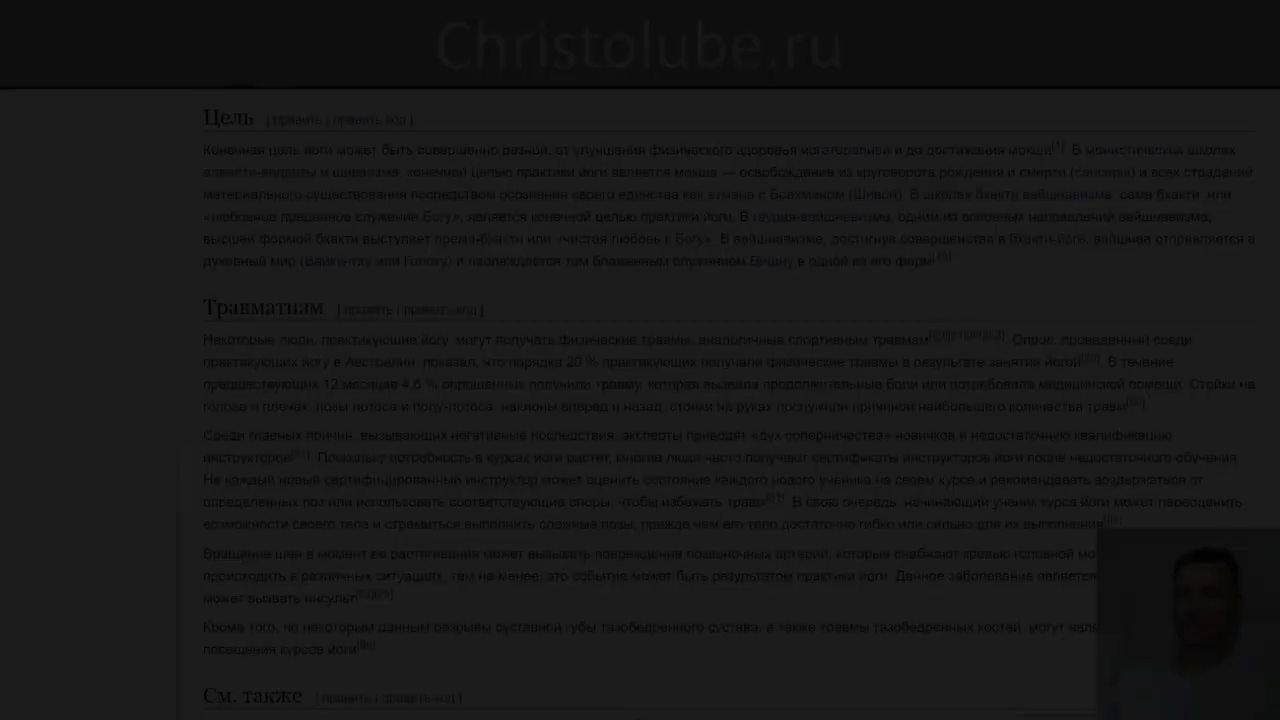 Christolube.ru
Цель [ править | править код ]
Конечная цель йоги может быть совершенно разной, от улучшения физического здоровья йогатерапией и до достижения мокши[1]. В монистических школах
адвайта-веданты и шиваизма, конечной целью практики йоги является мокша — освобождение из круговорота рождений и смерти (сансары) и всех страданий
материального существования посредством осознания своего единства как атмана с Брахманом (Шивой). В школах бхакти вайшнавизма, сама бхакти, или
«любовное преданное служение Богу», является конечной целью практики йоги. В гаудия-вайшнавизме, одним из основных направлений вайшнавизма,
высшей формой бхакти выступает према-бхакти или «чистая любовь к Богу». В вайшнавизме, достигнув совершенства в бхакти-йоге, вайшнав отправляется в
духовный мир (Вайкунтху или Голоку) и наслаждается там блаженным служением Вишну в одной из его форм
Травматизм [ править | править код ]
Некоторые люди, практикующие йогу, могут получать физические травмы, аналогичные спортивным травмам. Опрос, проведённый среди
практикующих йогу в Австралии, показал, что порядка 20 % практикующих получали физические травмы в результате занятия йогой. В течение
предшествующих 12 месяцев 4,6 % опрошенных получили травму, которая вызвала продолжительные боли или потребовала медицинской помощи. Стойки на
голове и плечах, позы лотоса и полу-лотоса, наклоны вперёд и назад, стойки на руках послужили причиной наибольшего количества травм.
Среди главных причин, вызывающих негативные последствия, эксперты приводят «дух соперничества» новичков и недостаточную квалификацию
инструкторов. Поскольку потребность в курсах йоги растёт, многие люди часто получают сертификаты инструкторов йоги после недостаточного обучения.
Не каждый новый сертифицированный инструктор может оценить состояние каждого нового ученика на своем курсе и рекомендовать воздержаться от
определенных поз или использовать соответствующие опоры, чтобы избежать травм. В свою очередь, начинающий ученик курса йоги может переоценить
возможности своего тела и стремиться выполнить сложные позы, прежде чем его тело достаточно гибко или сильно для их выполнения
Вращение шеи в момент её растягивания может вызывать повреждение позвоночных артерий, которые снабжают кровью головной мо
происходить в различных ситуациях, тем не менее, это событие может быть результатом практики йоги. Данное заболевание является
может вызвать инсульт
Кроме того, по некоторым данным разрывы суставной губы тазобедренного сустава, а также травмы тазобедренных костей, могут явля
посещения курсов йоги
См. также [ править | править код ]